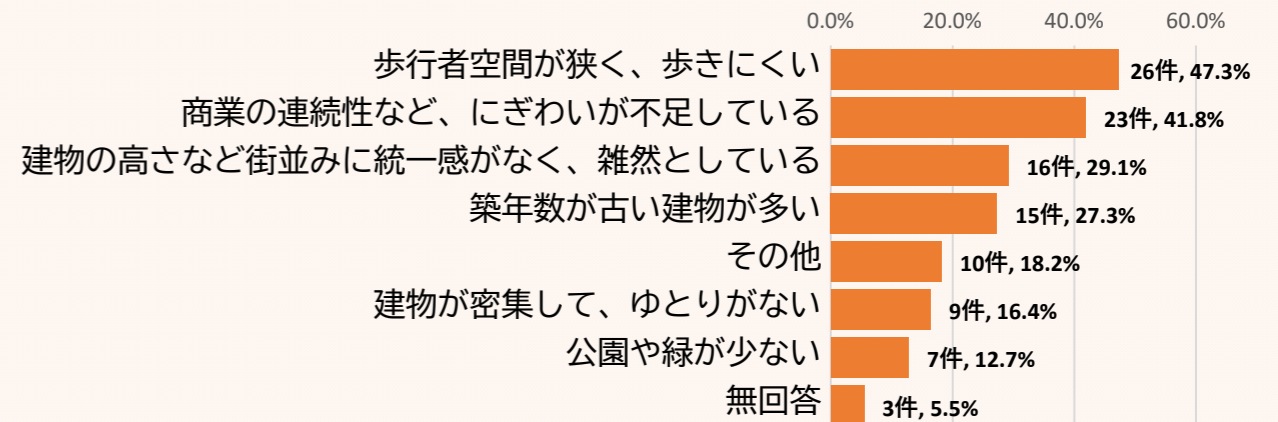 0.0% 20.0% 40.0% 60.0%
歩行者空間が狭く、歩きにくい 26件, 47.3%
商業の連続性など、にぎわいが不足している 23件, 41.8%
建物の高さなど街並みに統一感がなく、雑然としている 16件, 29.1%
築年数が古い建物が多い 15件, 27.3%
その他 10件, 18.2%
建物が密集して、ゆとりがない 9件, 16.4%
公園や緑が少ない 7件, 12.7%
無回答 3件, 5.5%